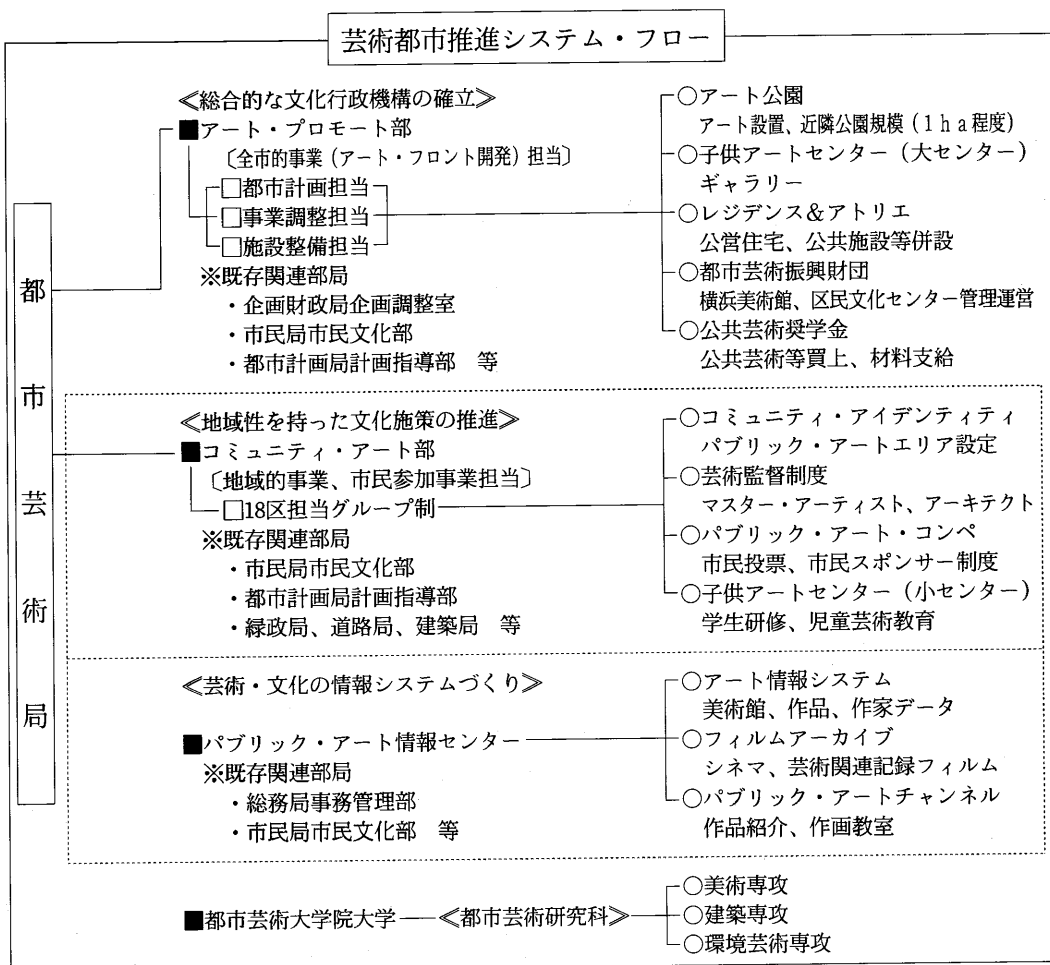 芸術都市推進システム・フロー
都市芸術局
≪総合的な文化行政機構の確立≫
■アート・プロモート部
〔全市的事業(アート・フロント開発)担当〕
□都市計画担当
□事業調整担当
□施設整備担当
※既存関連部局
・企画財政局企画調整室
・市民局市民文化部
・都市計画局計画指導部 等
○アート公園
アート設置、近隣公園規模(1ha程度)
○子供アートセンター(大センター)
ギャラリー
○レジデンス&アトリエ
公営住宅、公共施設等併設
○都市芸術振興財団
横浜美術館、区民文化センター管理運営
○公共芸術奨学金
公共芸術等買上、材料支給
≪地域性を持った文化施策の推進≫
■コミュニティ・アート部
〔地域的事業、市民参加事業担当〕
□18区担当グループ制
※既存関連部局
・市民局市民文化部
・都市計画局計画指導部
・緑政局、道路局、建築局 等
○コミュニティ・アイデンティティ
パブリック・アートエリア設定
○芸術監督制度
マスター・アーティスト、アーキテクト
○パブリック・アート・コンペ
市民投票、市民スポンサー制度
○子供アートセンター(小センター)
学生研修、児童芸術教育
≪芸術・文化の情報システムづくり≫
■パブリック・アート情報センター
※既存関連部局
・総務局事務管理部
・市民局市民文化部 等
○アート情報システム
美術館、作品、作家データ
○フィルムアーカイブ
シネマ、芸術関連記録フィルム
○パブリック・アートチャンネル
作品紹介、作画教室
■都市芸術大学院大学
≪都市芸術研究科≫
○美術専攻
○建築専攻
○環境芸術専攻